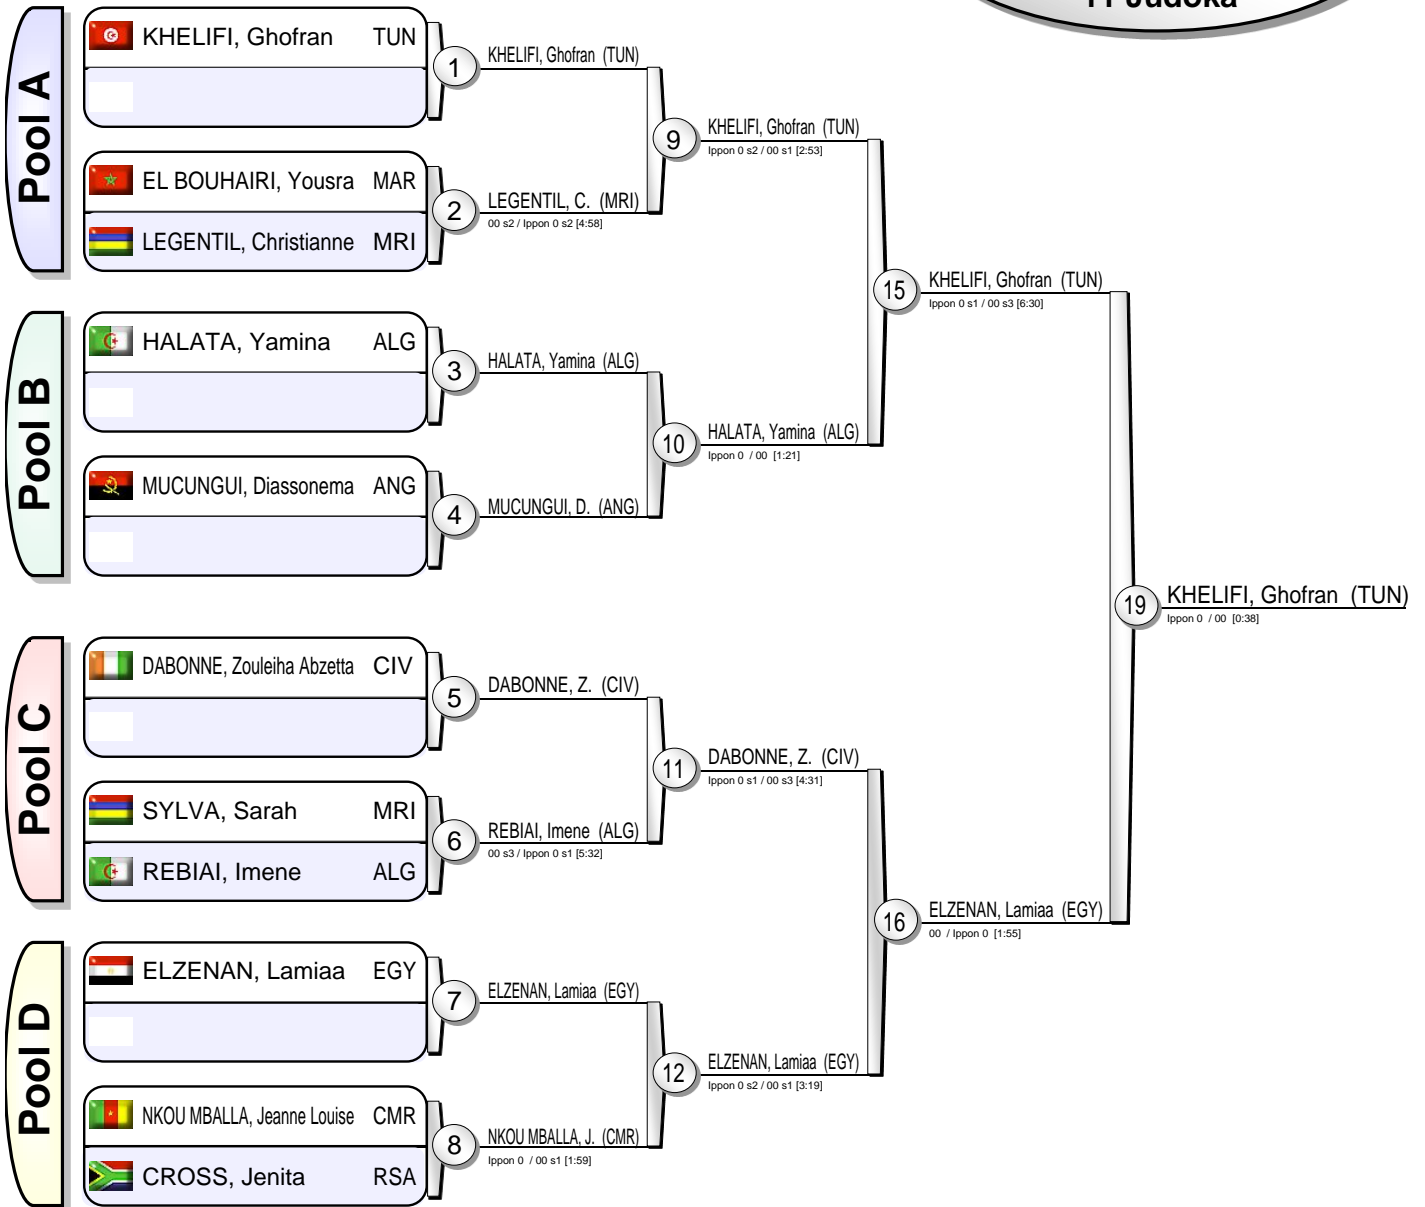 11 Judoka
Pool A
KHELIFI, Ghofran TUN
1
KHELIFI, Ghofran (TUN)
EL BOUHAIRI, Yousra MAR
LEGENTIL, Christianne MRI
2
LEGENTIL, C. (MRI)
00 s2 / Ippon 0 s2 [4:58]
9
KHELIFI, Ghofran (TUN)
Ippon 0 s2 / 00 s1 [2:53]
Pool B
HALATA, Yamina ALG
3
HALATA, Yamina (ALG)
MUCUNGUI, Diassonema ANG
4
MUCUNGUI, D. (ANG)
10
HALATA, Yamina (ALG)
Ippon 0 / 00 [1:21]
15
KHELIFI, Ghofran (TUN)
Ippon 0 s1 / 00 s3 [6:30]
Pool C
DABONNE, Zouleiha Abzetta CIV
5
DABONNE, Z. (CIV)
SYLVA, Sarah MRI
REBIAI, Imene ALG
6
REBIAI, Imene (ALG)
00 s3 / Ippon 0 s1 [5:32]
11
DABONNE, Z. (CIV)
Ippon 0 s1 / 00 s3 [4:31]
Pool D
ELZENAN, Lamiaa EGY
7
ELZENAN, Lamiaa (EGY)
NKOU MBALLA, Jeanne Louise CMR
CROSS, Jenita RSA
8
NKOU MBALLA, J. (CMR)
Ippon 0 / 00 s1 [1:59]
12
ELZENAN, Lamiaa (EGY)
Ippon 0 s2 / 00 s1 [3:19]
16
ELZENAN, Lamiaa (EGY)
00 / Ippon 0 [1:55]
19
KHELIFI, Ghofran (TUN)
Ippon 0 / 00 [0:38]